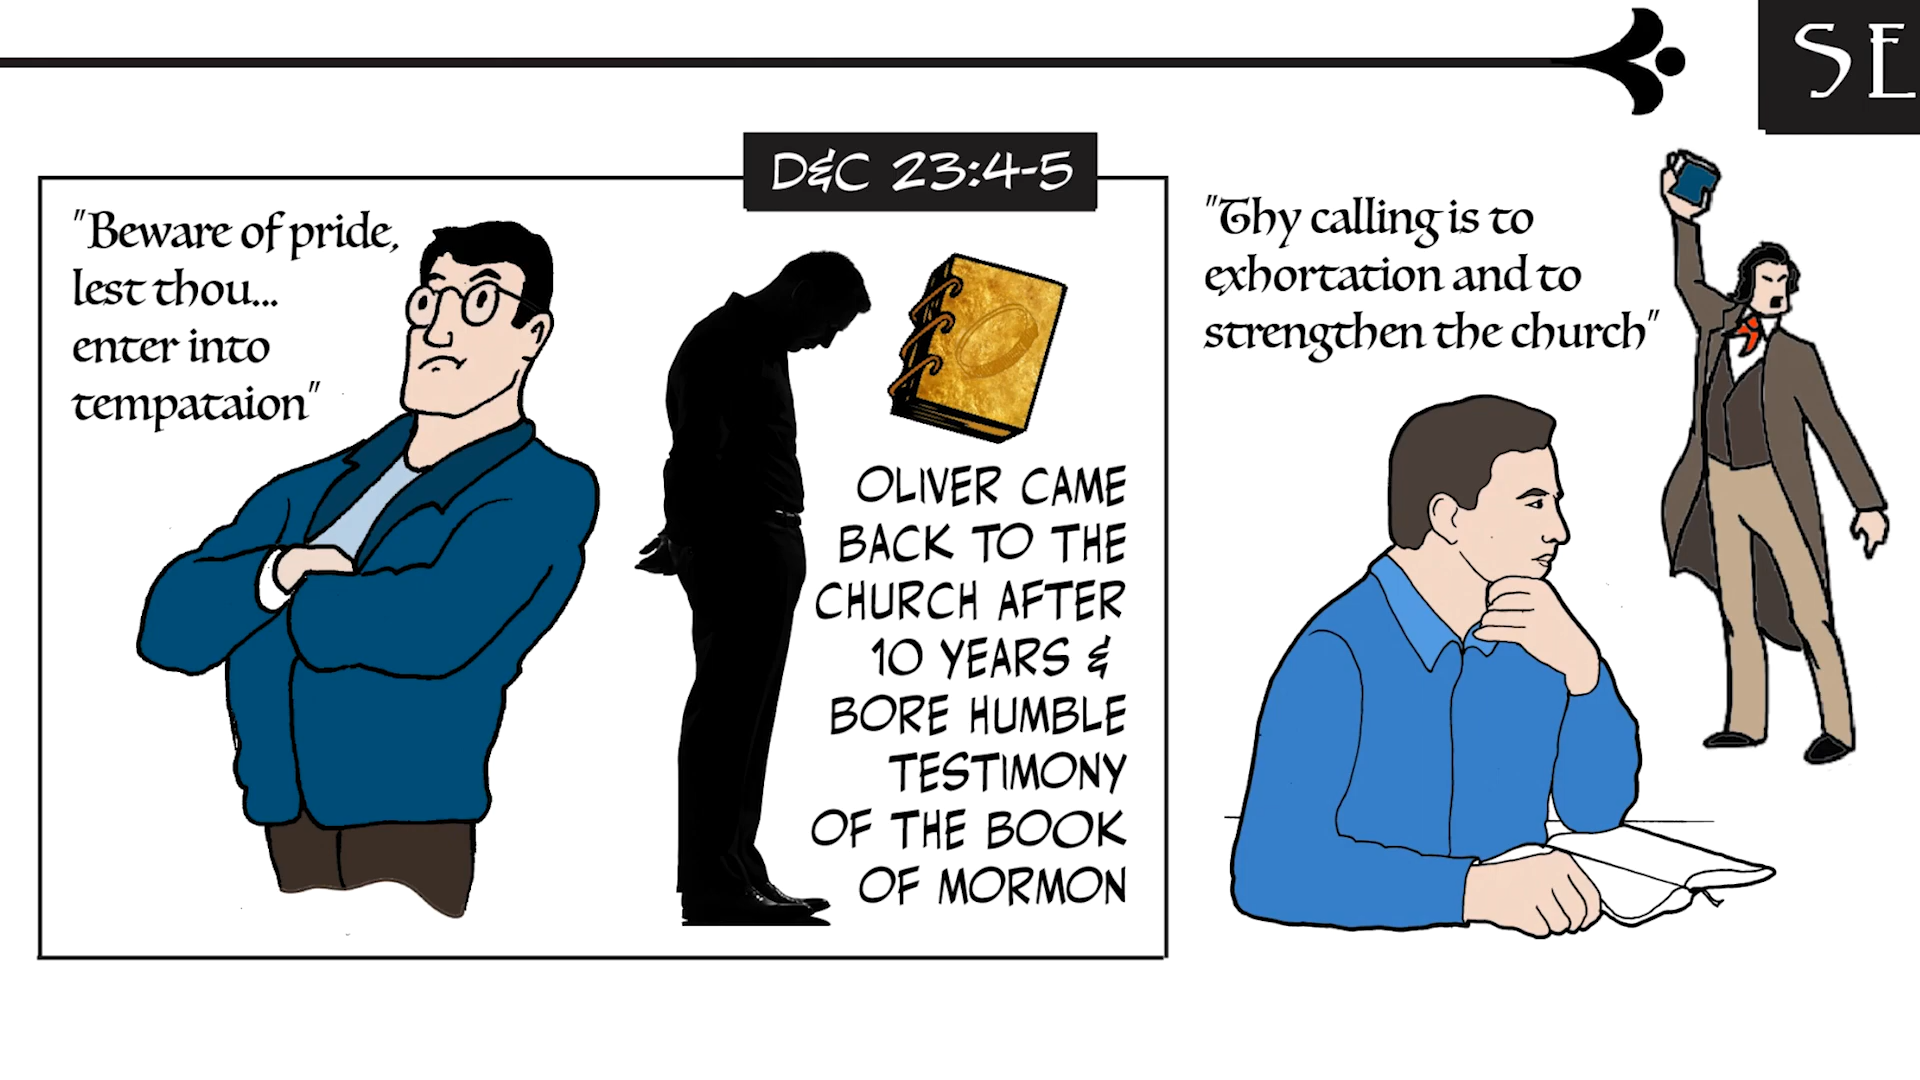 SE
D&C 23:4-5
"Beware of pride,
lest thou...
enter into
tempataion"
OLIVER CAME
BACK TO THE
CHURCH AFTER
10 YEARS &
BORE HUMBLE
TESTIMONY
OF THE BOOK
OF MORMON
"Thy calling is to
exhortation and to
strengthen the church"